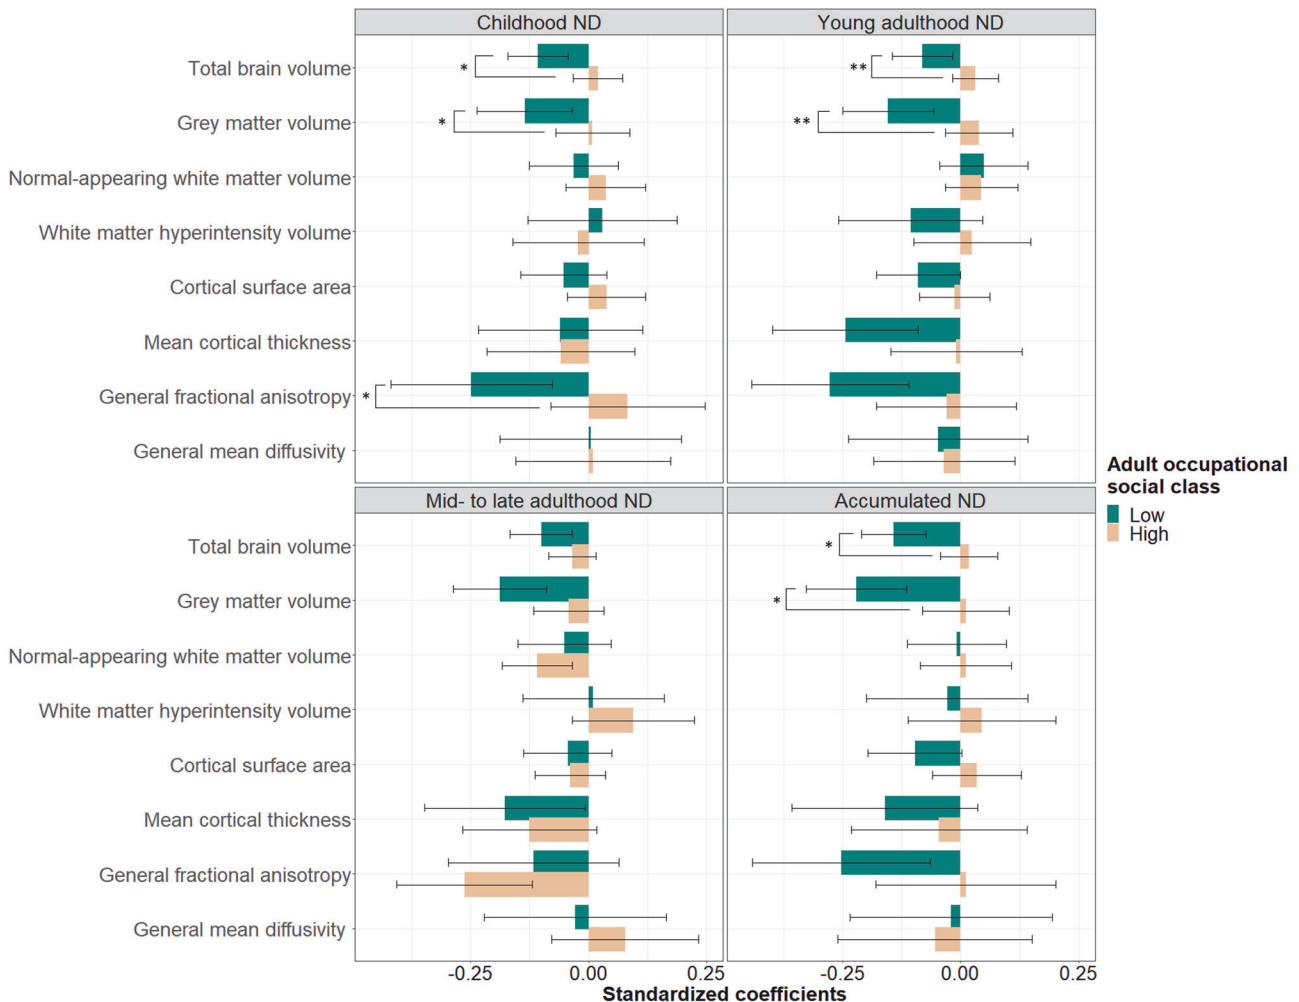 Childhood ND
Young adulthood ND
Total brain volume
*
**
Grey matter volume
*
**
Normal-appearing white matter volume
White matter hyperintensity volume
Cortical surface area
Mean cortical thickness
General fractional anisotropy
*
General mean diffusivity
Adult occupational
social class
Low
High
Mid- to late adulthood ND
Accumulated ND
Total brain volume
*
Grey matter volume
*
Normal-appearing white matter volume
White matter hyperintensity volume
Cortical surface area
Mean cortical thickness
General fractional anisotropy
General mean diffusivity
-0.25 0.00 0.25
-0.25 0.00 0.25
Standardized coefficients